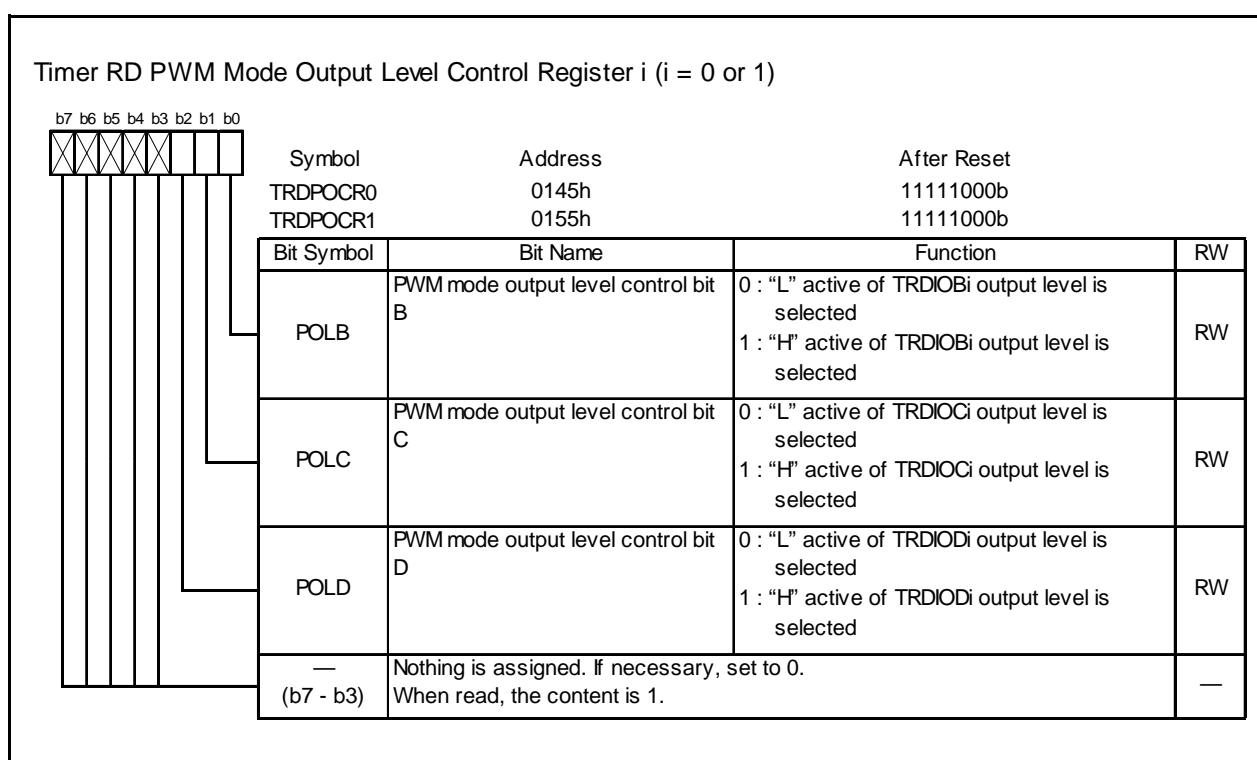 Timer RD PWM Mode Output Level Control Register i (i = 0 or 1)
b7 b6 b5 b4 b3 b2 b1 b0
Symbol Address After Reset
TRDPOCR0 0145h 11111000b
TRDPOCR1 0155h 11111000b
Bit Symbol Bit Name Function RW
POLB
PWM mode output level control bit
B
0 : “L” active of TRDIOBi output level is
selected
1 : “H” active of TRDIOBi output level is
selected
RW
POLC
PWM mode output level control bit
C
0 : “L” active of TRDIOCi output level is
selected
1 : “H” active of TRDIOCi output level is
selected
RW
POLD
PWM mode output level control bit
D
0 : “L” active of TRDIODi output level is
selected
1 : “H” active of TRDIODi output level is
selected
RW
—
(b7 - b3)
Nothing is assigned. If necessary, set to 0.
When read, the content is 1.
—